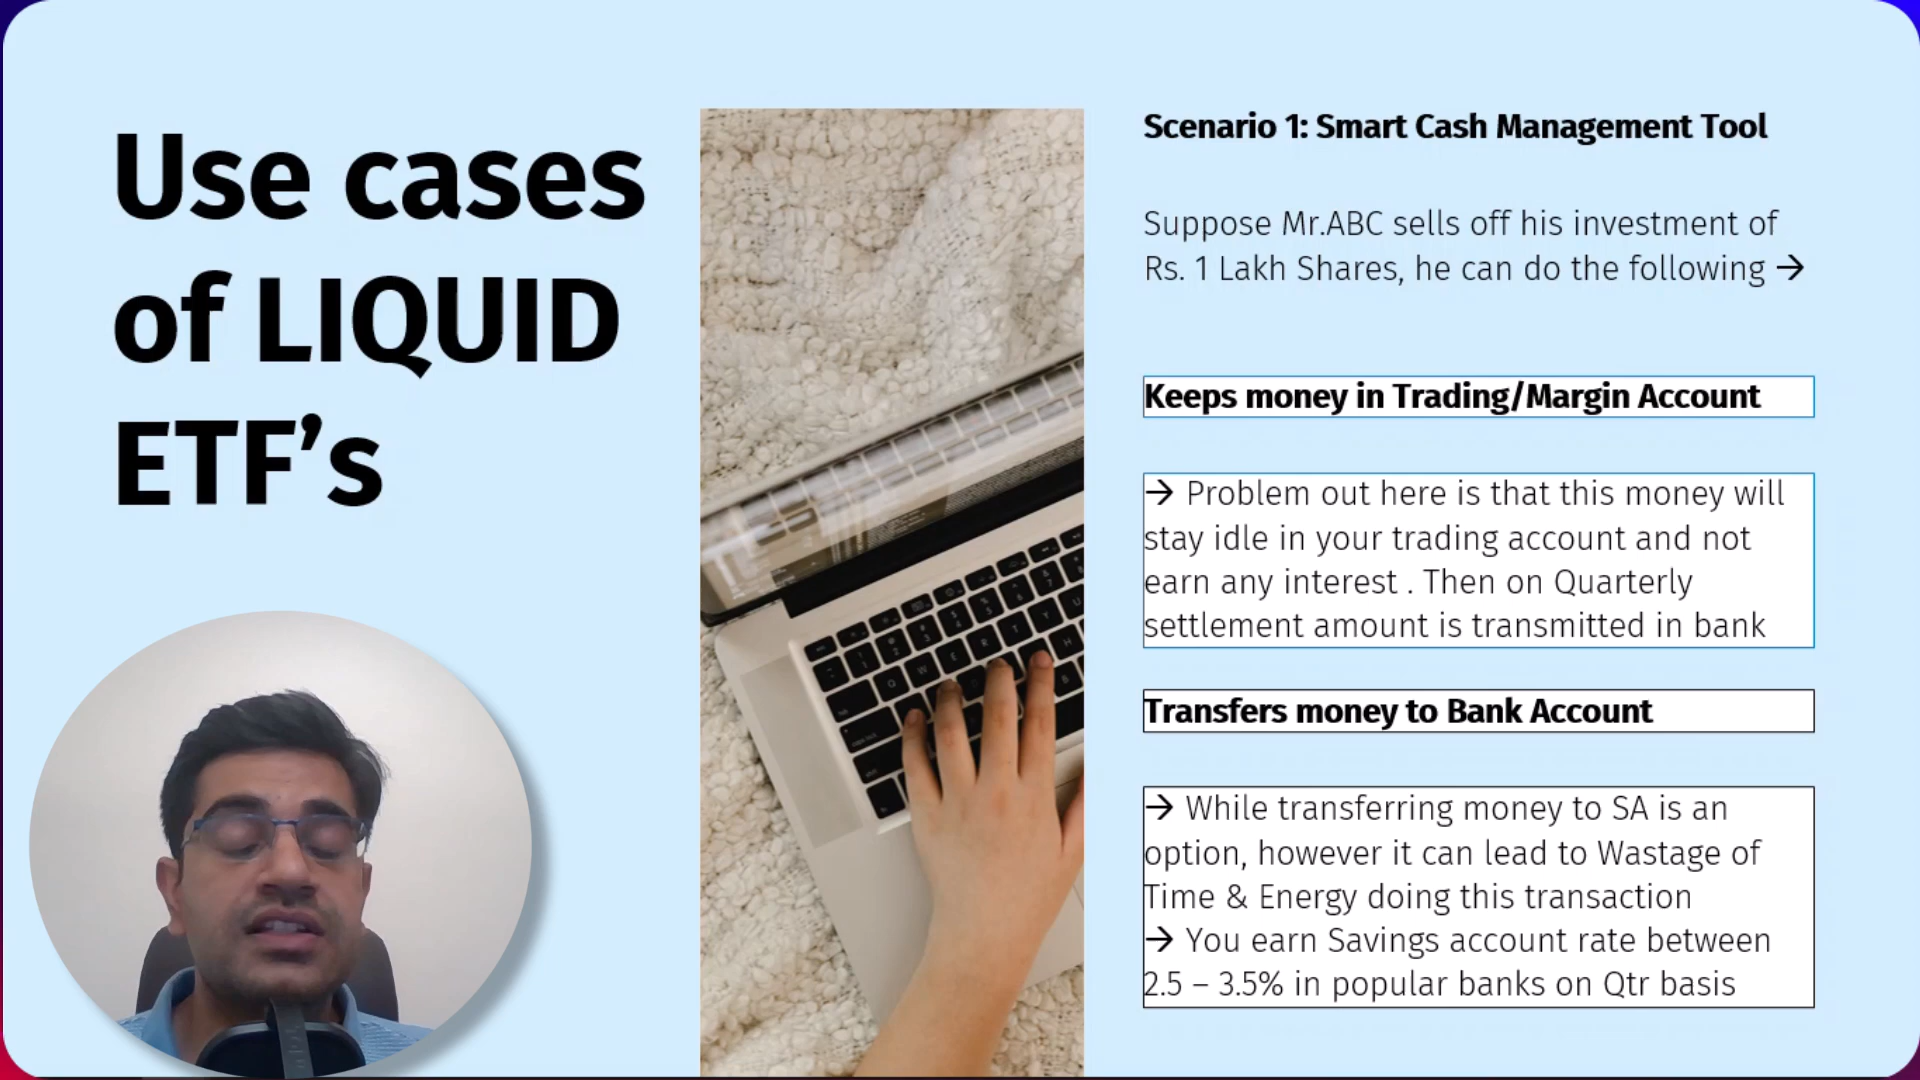 Use cases
of LIQUID
ETF’s
Scenario 1: Smart Cash Management Tool
Suppose Mr.ABC sells off his investment of
Rs. 1 Lakh Shares, he can do the following →
Keeps money in Trading/Margin Account
→ Problem out here is that this money will
stay idle in your trading account and not
earn any interest . Then on Quarterly
settlement amount is transmitted in bank
Transfers money to Bank Account
→ While transferring money to SA is an
option, however it can lead to Wastage of
Time & Energy doing this transaction
→ You earn Savings account rate between
2.5 – 3.5% in popular banks on Qtr basis